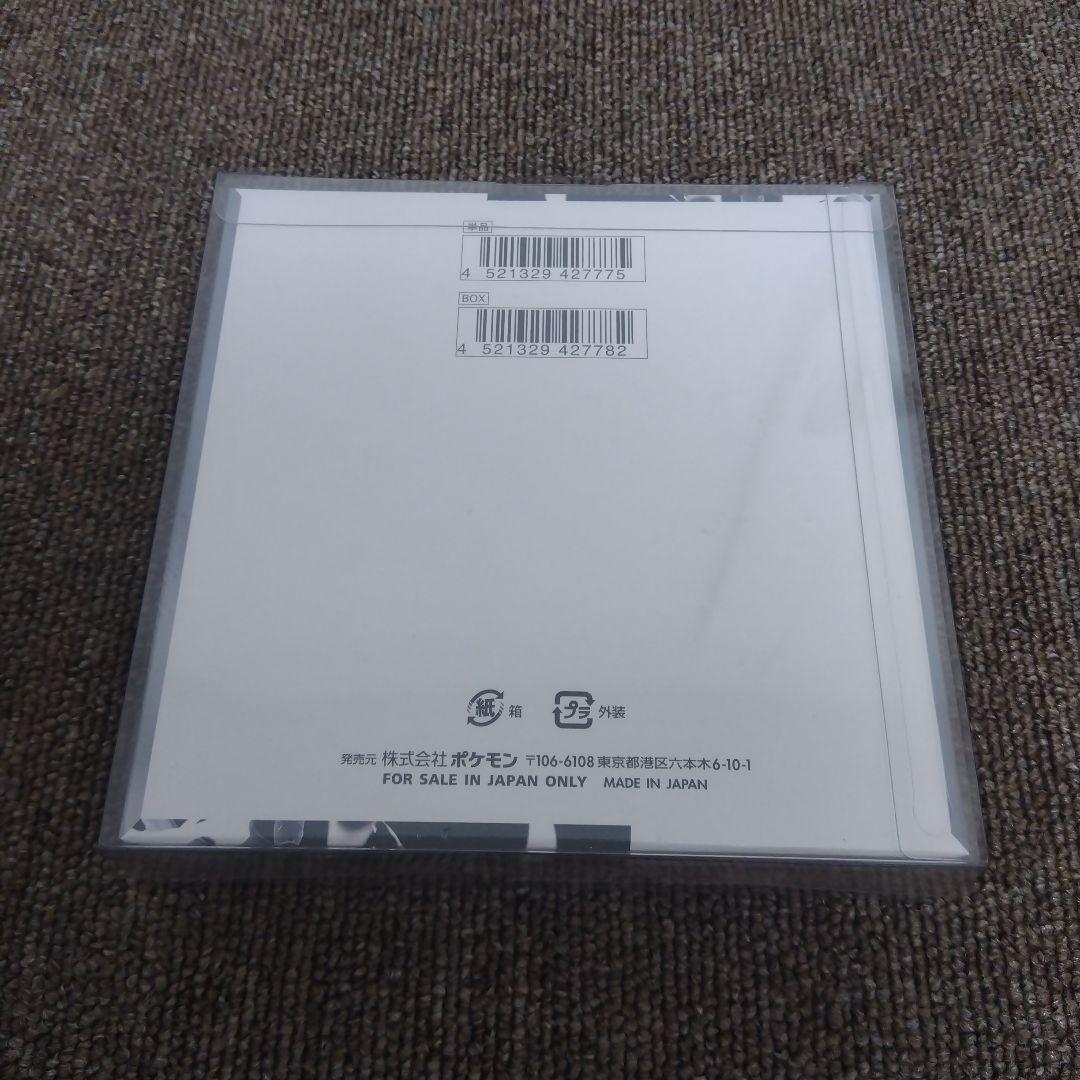 単品
4 521329 427775
BOX
4 521329 427782
紙 箱 プラ 外装
発売元 株式会社 ポケモン 〒106-6108 東京都港区六本木6-10-1
FOR SALE IN JAPAN ONLY MADE IN JAPAN